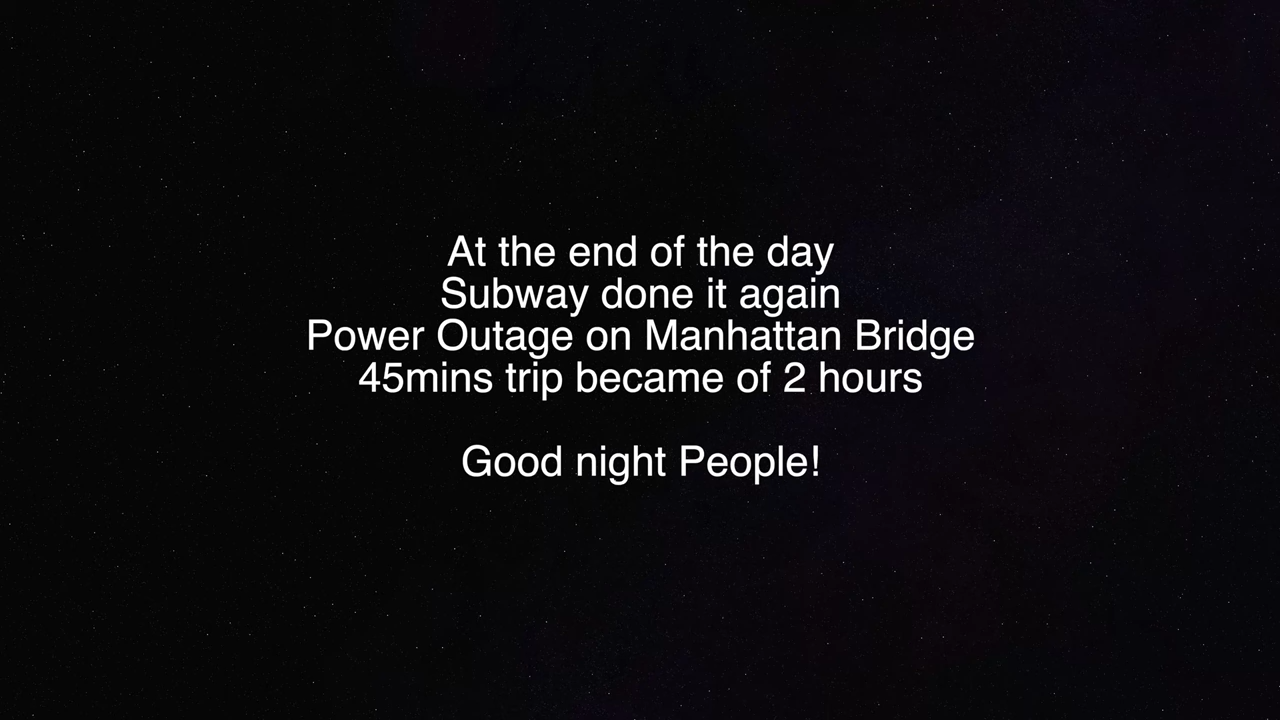 At the end of the day
Subway done it again
Power Outage on Manhattan Bridge
45mins trip became of 2 hours
Good night People!